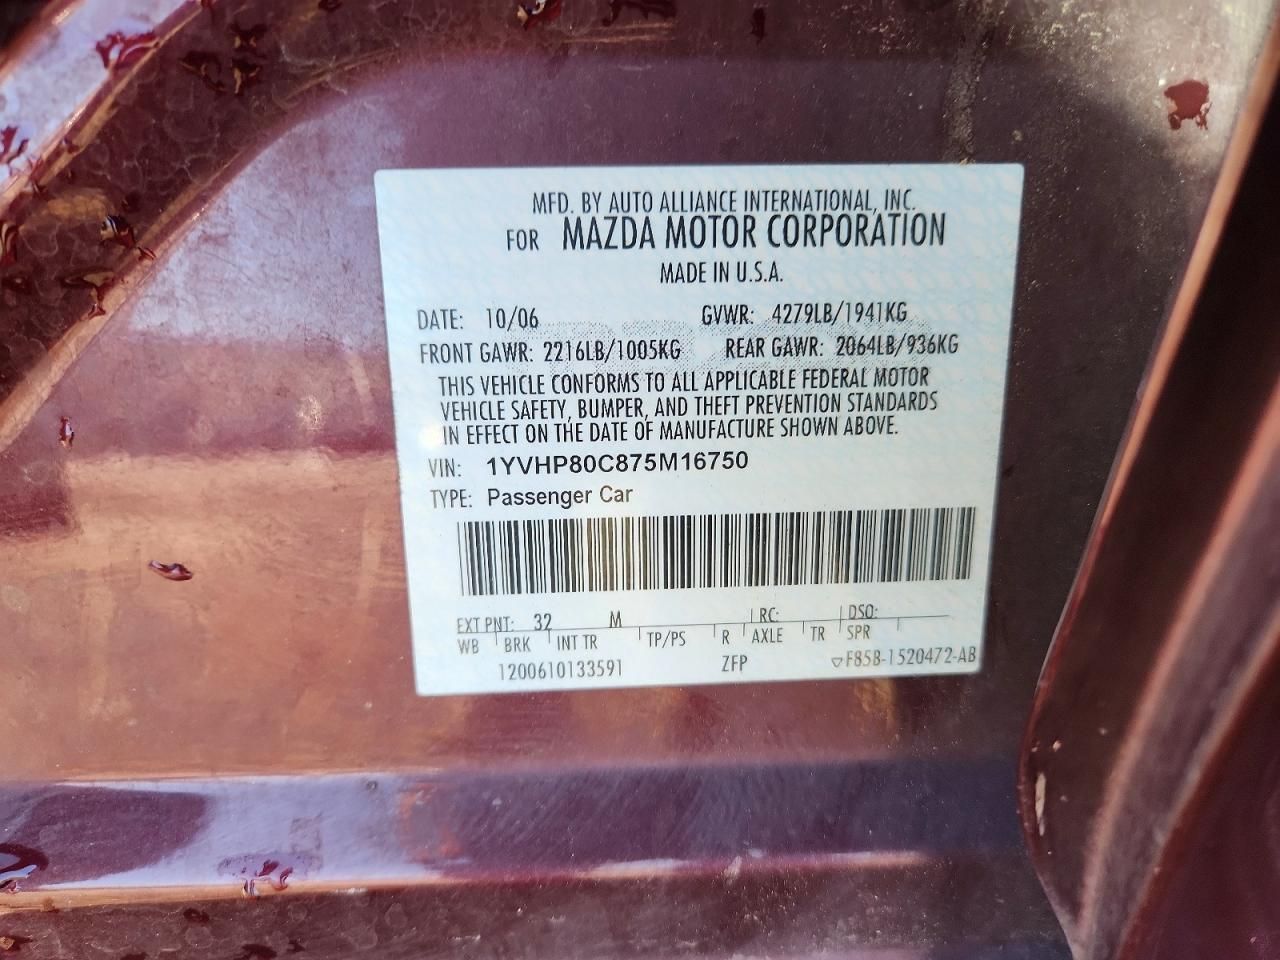 MFD. BY AUTO ALLIANCE INTERNATIONAL, INC.
FOR MAZDA MOTOR CORPORATION
MADE IN U.S.A.
DATE: 10/06 GVWR: 4279LB/1941KG
FRONT GAWR: 2216LB/1005KG REAR GAWR: 2064LB/936KG
THIS VEHICLE CONFORMS TO ALL APPLICABLE FEDERAL MOTOR
VEHICLE SAFETY, BUMPER, AND THEFT PREVENTION STANDARDS
IN EFFECT ON THE DATE OF MANUFACTURE SHOWN ABOVE.
VIN: 1YVHP80C875M16750
TYPE: Passenger Car
EXT PNT: 32 M RC: DSO:
WB BRK INT TR TP/PS R AXLE TR SPR
1200610133591 ZFP ▽F85B-1520472-AB